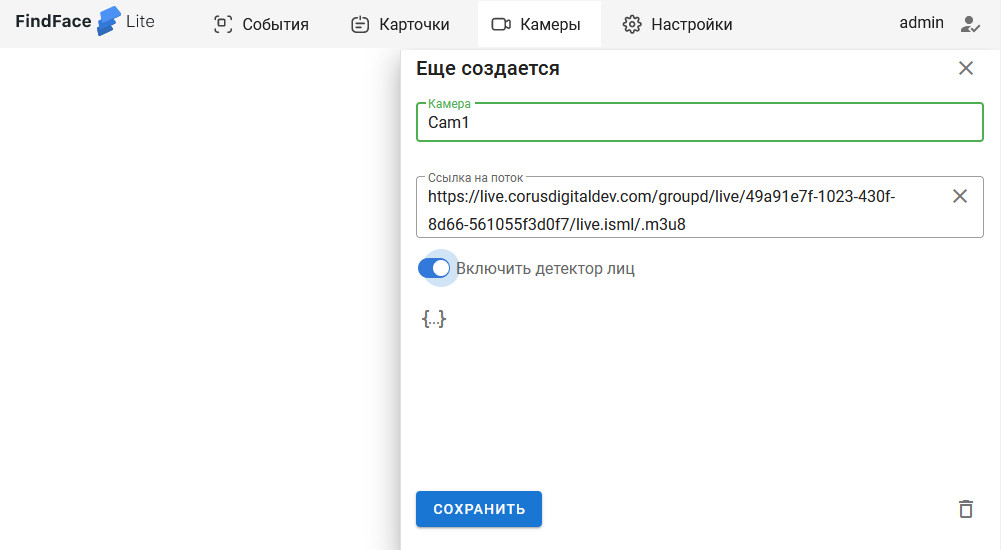 FindFace Lite События Карточки Камеры Настройки admin
Еще создается
Камера
Cam1
Ссылка на поток
https://live.corusdigitaldev.com/groupd/live/49a91e7f-1023-430f-
8d66-561055f3d0f7/live.isml/.m3u8
Включить детектор лиц
{...}
СОХРАНИТЬ